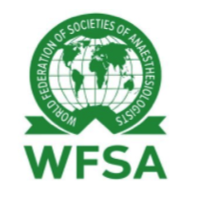 WORLD FEDERATION OF SOCIETIES OF ANAESTHESIOLOGISTS
WFSA